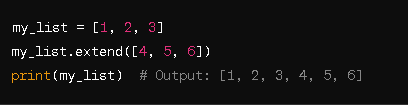 my_list = [1, 2, 3]
my_list.extend([4, 5, 6])
print(my_list)  # Output: [1, 2, 3, 4, 5, 6]